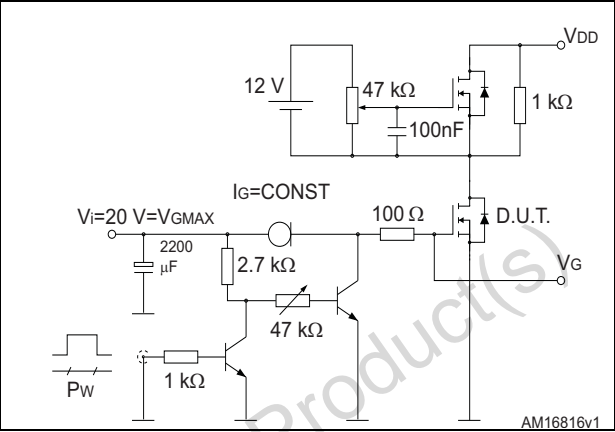 VDD
12 V
47 kΩ
1 kΩ
100nF
IG=CONST
Vi=20 V=VGMAX
100 Ω
D.U.T.
2200
μF
2.7 kΩ
VG
47 kΩ
PW
1 kΩ
Product(s)
AM16816v1